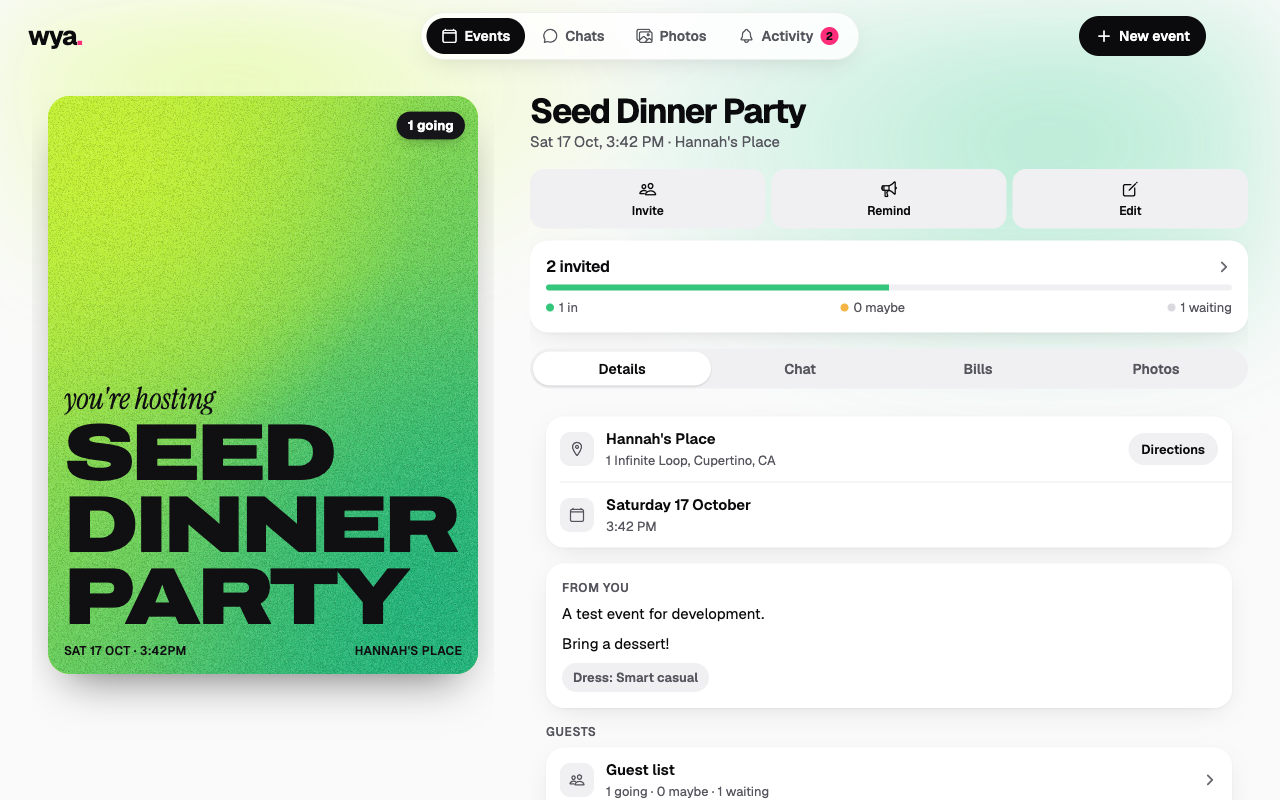 wya.
Events
Chats
Photos
Activity
2
New event
1 going
you're hosting
SEED
DINNER
PARTY
SAT 17 OCT · 3:42PM
HANNAH'S PLACE
Seed Dinner Party
Sat 17 Oct, 3:42 PM · Hannah's Place
Invite
Remind
Edit
2 invited
1 in
0 maybe
1 waiting
Details
Chat
Bills
Photos
Hannah's Place
1 Infinite Loop, Cupertino, CA
Directions
Saturday 17 October
3:42 PM
FROM YOU
A test event for development.
Bring a dessert!
Dress: Smart casual
GUESTS
Guest list
1 going · 0 maybe · 1 waiting